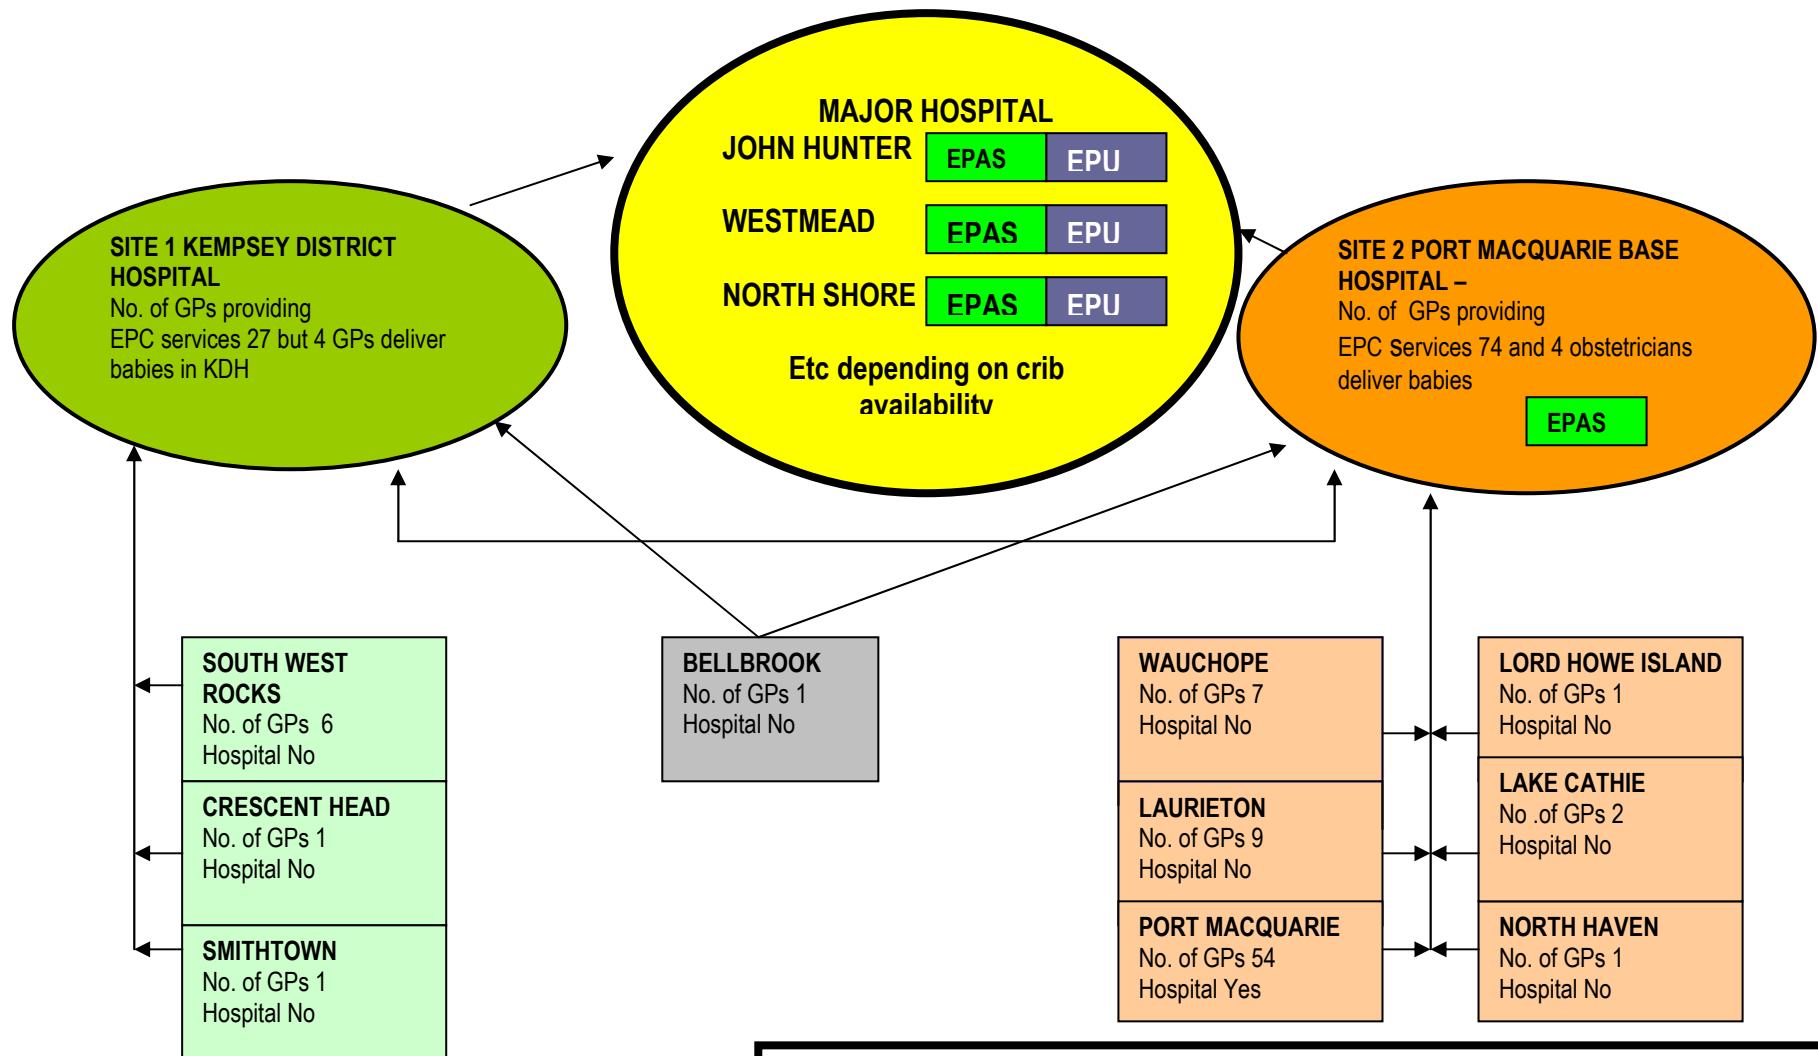 MAJOR HOSPITAL
JOHN HUNTER
EPAS
EPU
WESTMEAD
EPAS
EPU
NORTH SHORE
EPAS
EPU
Etc depending on crib
availability
SITE 1 KEMPSEY DISTRICT
HOSPITAL
No. of GPs providing
EPC services 27 but 4 GPs deliver
babies in KDH
SITE 2 PORT MACQUARIE BASE
HOSPITAL –
No. of GPs providing
EPC services 74 and 4 obstetricians
deliver babies
EPAS
SOUTH WEST
ROCKS
No. of GPs 6
Hospital No
CRESCENT HEAD
No. of GPs 1
Hospital No
SMITHTOWN
No. of GPs 1
Hospital No
BELLBROOK
No. of GPs 1
Hospital No
WAUCHOPE
No. of GPs 7
Hospital No
LAURIETON
No. of GPs 9
Hospital No
PORT MACQUARIE
No. of GPs 54
Hospital Yes
LORD HOWE ISLAND
No. of GPs 1
Hospital No
LAKE CATHIE
No .of GPs 2
Hospital No
NORTH HAVEN
No. of GPs 1
Hospital No